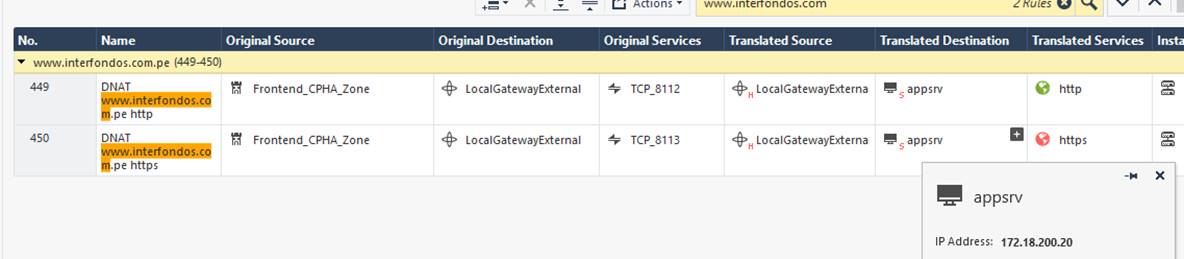 Actions
www.interfondos.com
2 Rules
No. Name Original Source Original Destination Original Services Translated Source Translated Destination Translated Services Insta
www.interfondos.com.pe (449-450)
449 DNAT Frontend_CPHA_Zone LocalGatewayExternal TCP_8112 H LocalGatewayExterna S appsrv http
www.interfondos.co
m.pe http
450 DNAT Frontend_CPHA_Zone LocalGatewayExternal TCP_8113 H LocalGatewayExterna S appsrv https
www.interfondos.co
m.pe https
appsrv
IP Address: 172.18.200.20